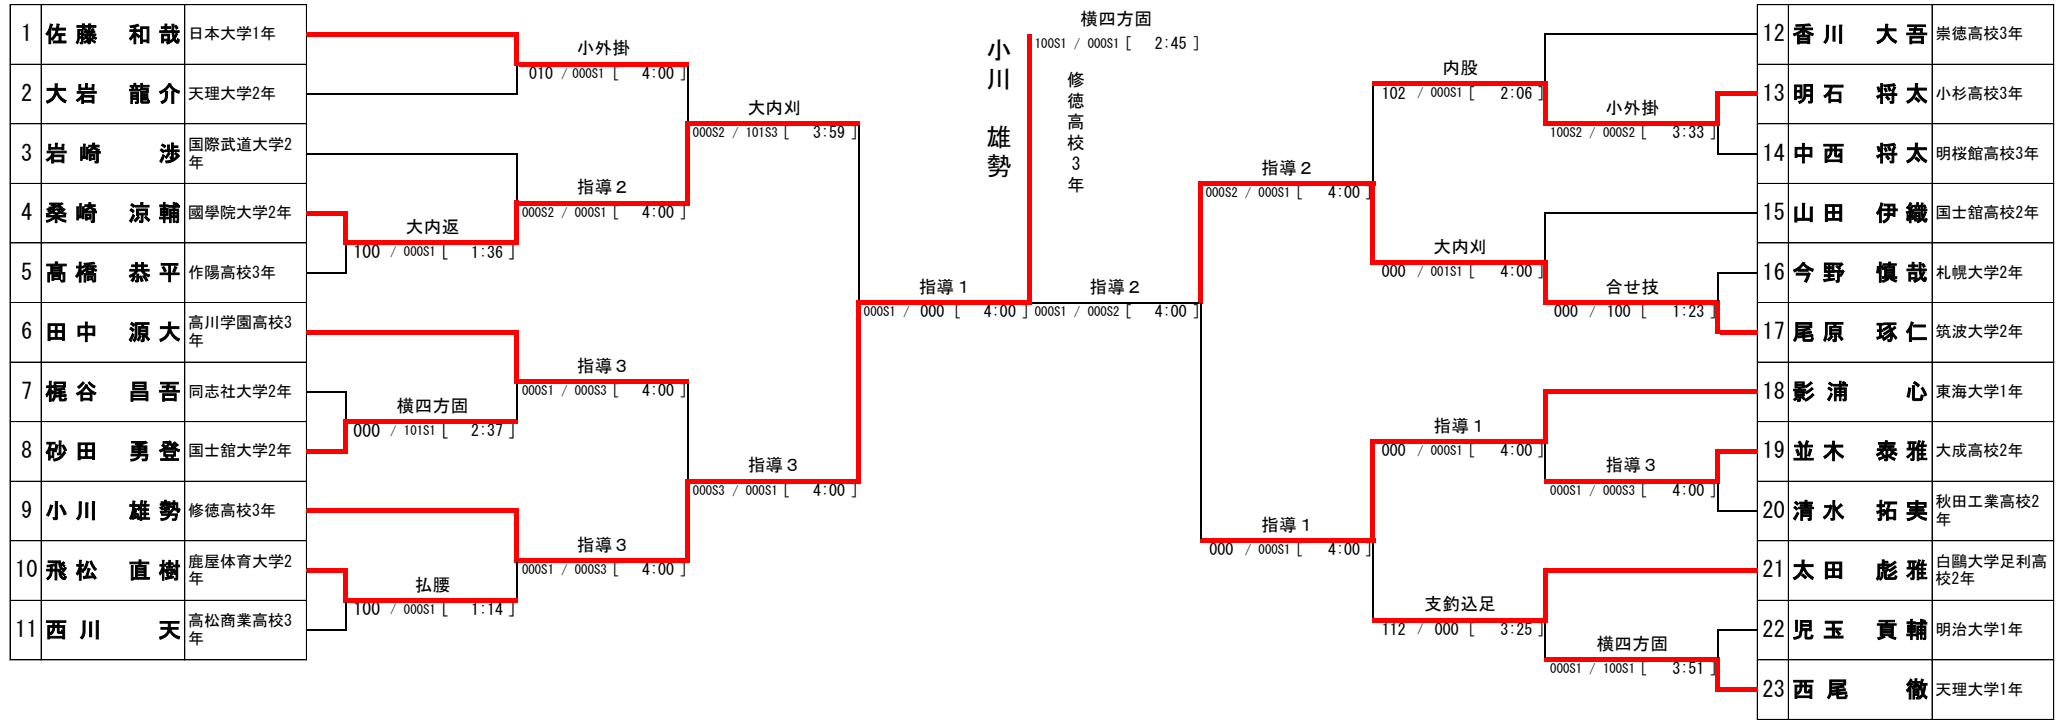 1 佐藤 和哉 日本大学1年
2 大岩 龍介 天理大学2年
3 岩崎 渉 国際武道大学2
年
4 桑崎 涼輔 國學院大学2年
5 高橋 恭平 作陽高校3年
6 田中 源大 高川学園高校3
年
7 梶谷 昌吾 同志社大学2年
8 砂田 勇登 国士舘大学2年
9 小川 雄勢 修徳高校3年
10 飛松 直樹 鹿屋体育大学2
年
11 西川 天 高松商業高校3
年
大内返
100 / 000S1 [ 1:36 ]
横四方固
000 / 101S1 [ 2:37 ]
払腰
100 / 000S1 [ 1:14 ]
小外掛
010 / 000S1 [ 4:00 ]
指導２
000S2 / 000S1 [ 4:00 ]
指導３
000S1 / 000S3 [ 4:00 ]
指導３
000S1 / 000S3 [ 4:00 ]
大内刈
000S2 / 101S3 [ 3:59 ]
指導３
000S3 / 000S1 [ 4:00 ]
指導１
000S1 / 000 [ 4:00 ]
小川 雄勢
横四方固
100S1 / 000S1 [ 2:45 ]
修徳高校3年
指導２
000S1 / 000S2 [ 4:00 ]
指導２
000S2 / 000S1 [ 4:00 ]
指導１
000 / 000S1 [ 4:00 ]
内股
102 / 000S1 [ 2:06 ]
大内刈
000 / 001S1 [ 4:00 ]
指導１
000 / 000S1 [ 4:00 ]
支釣込足
112 / 000 [ 3:25 ]
小外掛
100S2 / 000S2 [ 3:33 ]
合せ技
000 / 100 [ 1:23 ]
指導３
000S1 / 000S3 [ 4:00 ]
横四方固
000S1 / 100S1 [ 3:51 ]
12 香川 大吾 崇徳高校3年
13 明石 将太 小杉高校3年
14 中西 将太 明桜館高校3年
15 山田 伊織 国士舘高校2年
16 今野 慎哉 札幌大学2年
17 尾原 琢仁 筑波大学2年
18 影浦 心 東海大学1年
19 並木 泰雅 大成高校2年
20 清水 拓実 秋田工業高校2
年
21 太田 彪雅 白鷗大学足利高
校2年
22 児玉 貢輔 明治大学1年
23 西尾 徹 天理大学1年